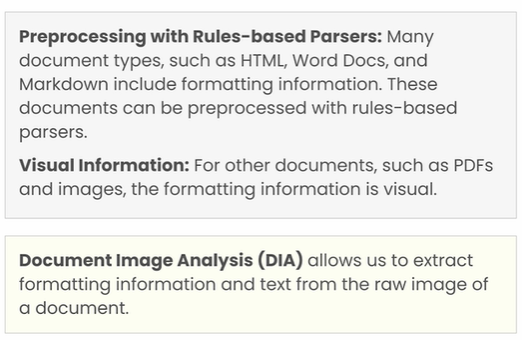 Preprocessing with Rules-based Parsers: Many
document types, such as HTML, Word Docs, and
Markdown include formatting information. These
documents can be preprocessed with rules-based
parsers.
Visual Information: For other documents, such as PDFs
and images, the formatting information is visual.
Document Image Analysis (DIA) allows us to extract
formatting information and text from the raw image of
a document.